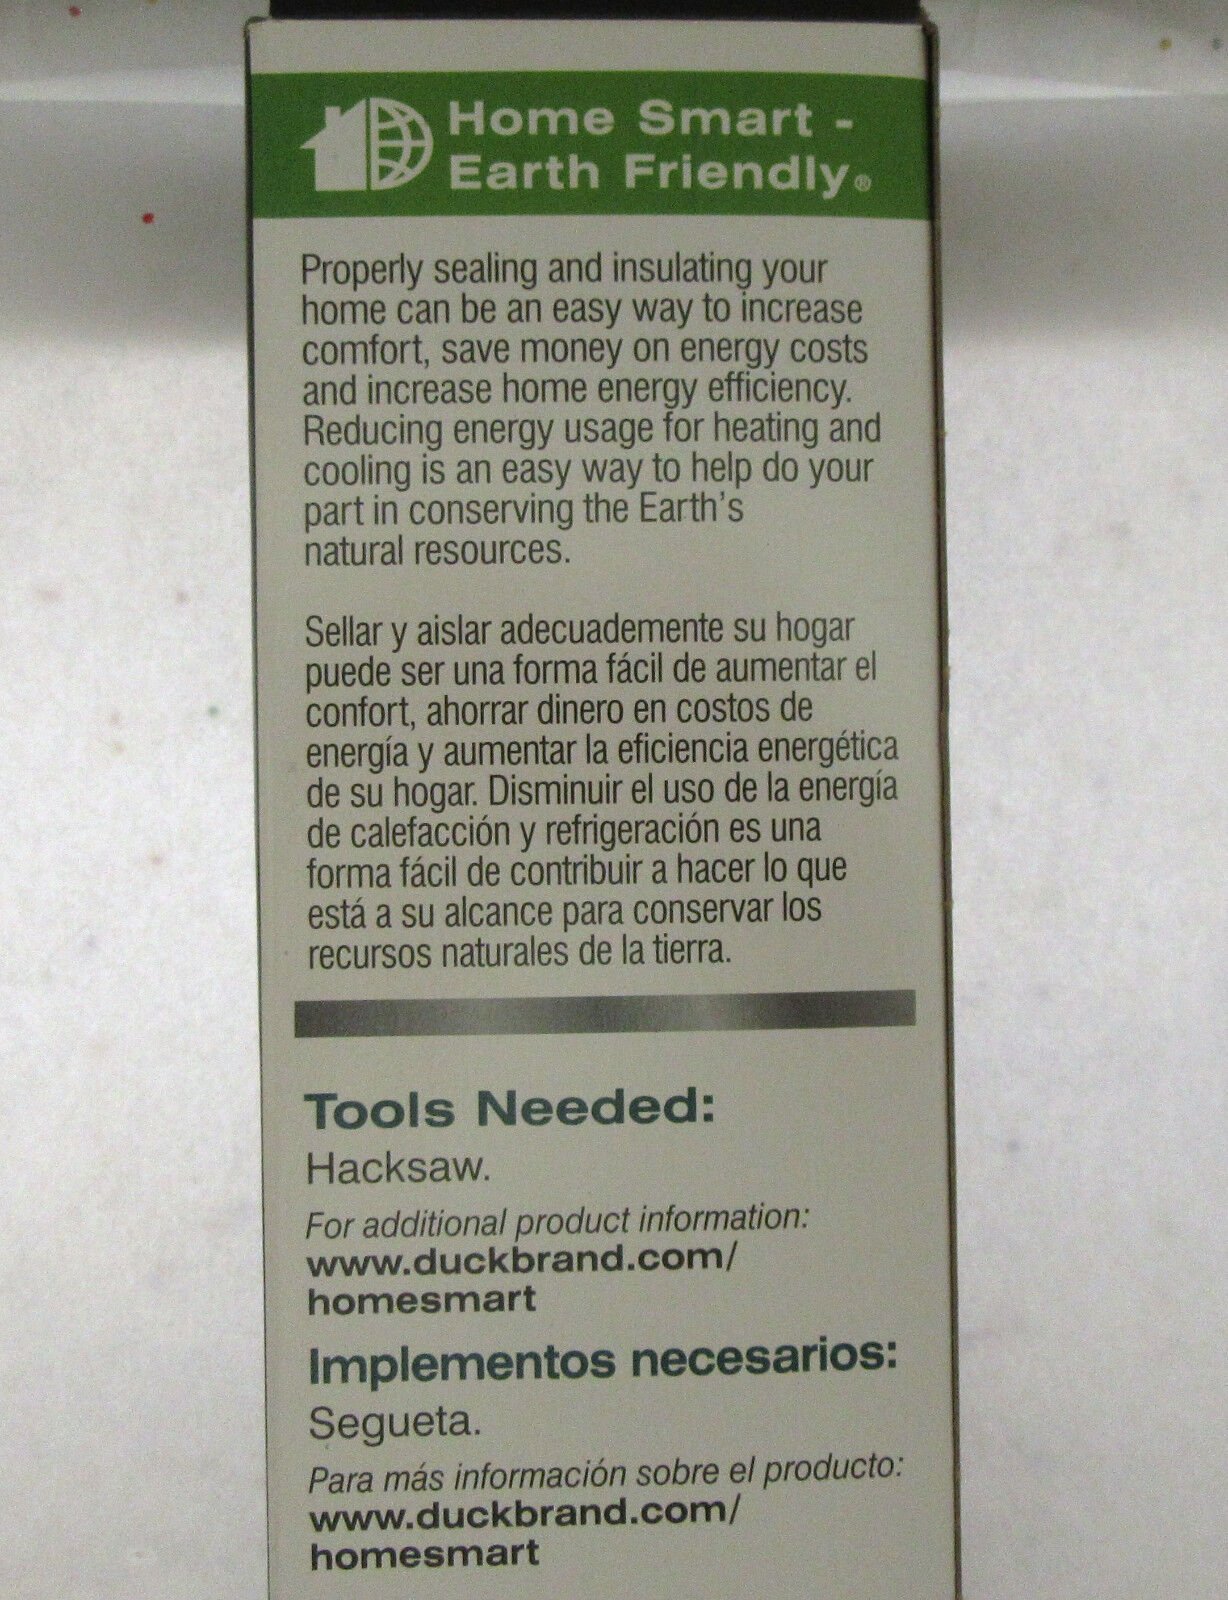 Home Smart -
Earth Friendly®
Properly sealing and insulating your
home can be an easy way to increase
comfort, save money on energy costs
and increase home energy efficiency.
Reducing energy usage for heating and
cooling is an easy way to help do your
part in conserving the Earth's
natural resources.
Sellar y aislar adecuademente su hogar
puede ser una forma fácil de aumentar el
confort, ahorrar dinero en costos de
energía y aumentar la eficiencia energética
de su hogar. Disminuir el uso de la energía
de calefacción y refrigeración es una
forma fácil de contribuir a hacer lo que
está a su alcance para conservar los
recursos naturales de la tierra.
Tools Needed:
Hacksaw.
For additional product information:
www.duckbrand.com/
homesmart
Implementos necesarios:
Segueta.
Para más información sobre el producto:
www.duckbrand.com/
homesmart